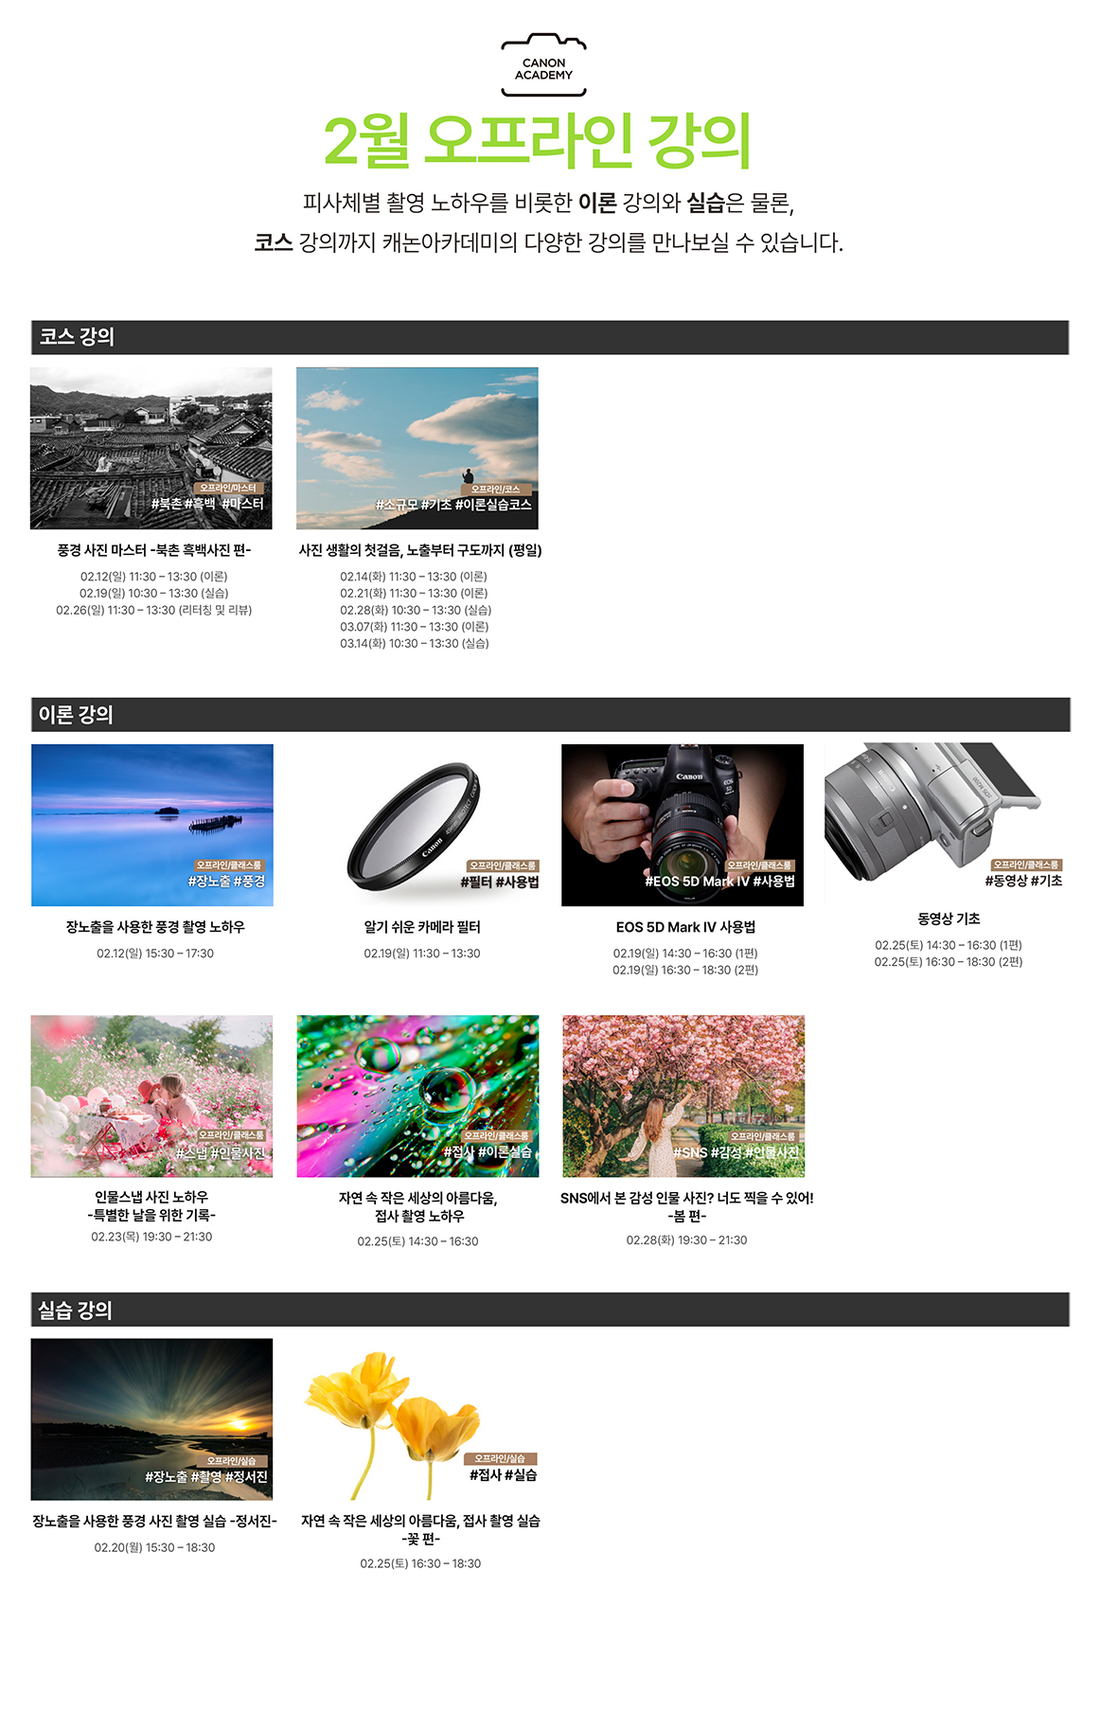 CANON
ACADEMY
2월 오프라인 강의
피사체별 촬영 노하우를 비롯한 이론 강의와 실습은 물론,
코스 강의까지 캐논아카데미의 다양한 강의를 만나보실 수 있습니다.
코스 강의
오프라인/마스터
#북촌 #흑백 #마스터
풍경 사진 마스터 -북촌 흑백사진 편-
02.12(일) 11:30 – 13:30 (이론)
02.19(일) 10:30 – 13:30 (실습)
02.26(일) 11:30 – 13:30 (리터칭 및 리뷰)
오프라인/코스
#소규모 #기초 #이론실습코스
사진 생활의 첫걸음, 노출부터 구도까지 (평일)
02.14(화) 11:30 – 13:30 (이론)
02.21(화) 11:30 – 13:30 (이론)
02.28(화) 10:30 – 13:30 (실습)
03.07(화) 11:30 – 13:30 (이론)
03.14(화) 10:30 – 13:30 (실습)
이론 강의
오프라인/클래스룸
#장노출 #풍경
장노출을 사용한 풍경 촬영 노하우
02.12(일) 15:30 – 17:30
Canon
오프라인/클래스룸
#필터 #사용법
알기 쉬운 카메라 필터
02.19(일) 11:30 – 13:30
Canon
EOS
5D
오프라인/클래스룸
#EOS 5D Mark IV #사용법
EOS 5D Mark IV 사용법
02.19(일) 14:30 – 16:30 (1편)
02.19(일) 16:30 – 18:30 (2편)
Canon
오프라인/클래스룸
#동영상 #기초
동영상 기초
02.25(토) 14:30 – 16:30 (1편)
02.25(토) 16:30 – 18:30 (2편)
오프라인/클래스룸
#스냅 #인물사진
인물스냅 사진 노하우
-특별한 날을 위한 기록-
02.23(목) 19:30 – 21:30
오프라인/클래스룸
#접사 #이론실습
자연 속 작은 세상의 아름다움,
접사 촬영 노하우
02.25(토) 14:30 – 16:30
오프라인/클래스룸
#SNS #감성 #인물사진
SNS에서 본 감성 인물 사진? 너도 찍을 수 있어!
-봄 편-
02.28(화) 19:30 – 21:30
실습 강의
오프라인/실습
#장노출 #촬영 #정서진
장노출을 사용한 풍경 사진 촬영 실습 -정서진-
02.20(월) 15:30 – 18:30
오프라인/실습
#접사 #실습
자연 속 작은 세상의 아름다움, 접사 촬영 실습
-꽃 편-
02.25(토) 16:30 – 18:30